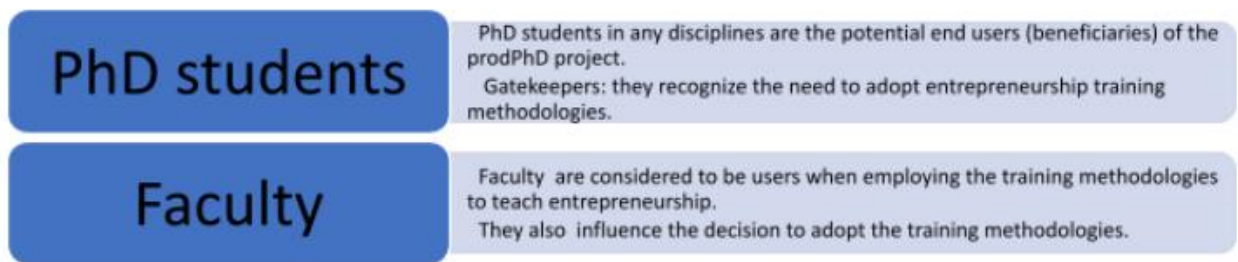 PhD students
PhD students in any disciplines are the potential end users (beneficiaries) of the
prodPhD project.
Gatekeepers: they recognize the need to adopt entrepreneurship training
methodologies.
Faculty
Faculty are considered to be users when employing the training methodologies
to teach entrepreneurship.
They also influence the decision to adopt the training methodologies.